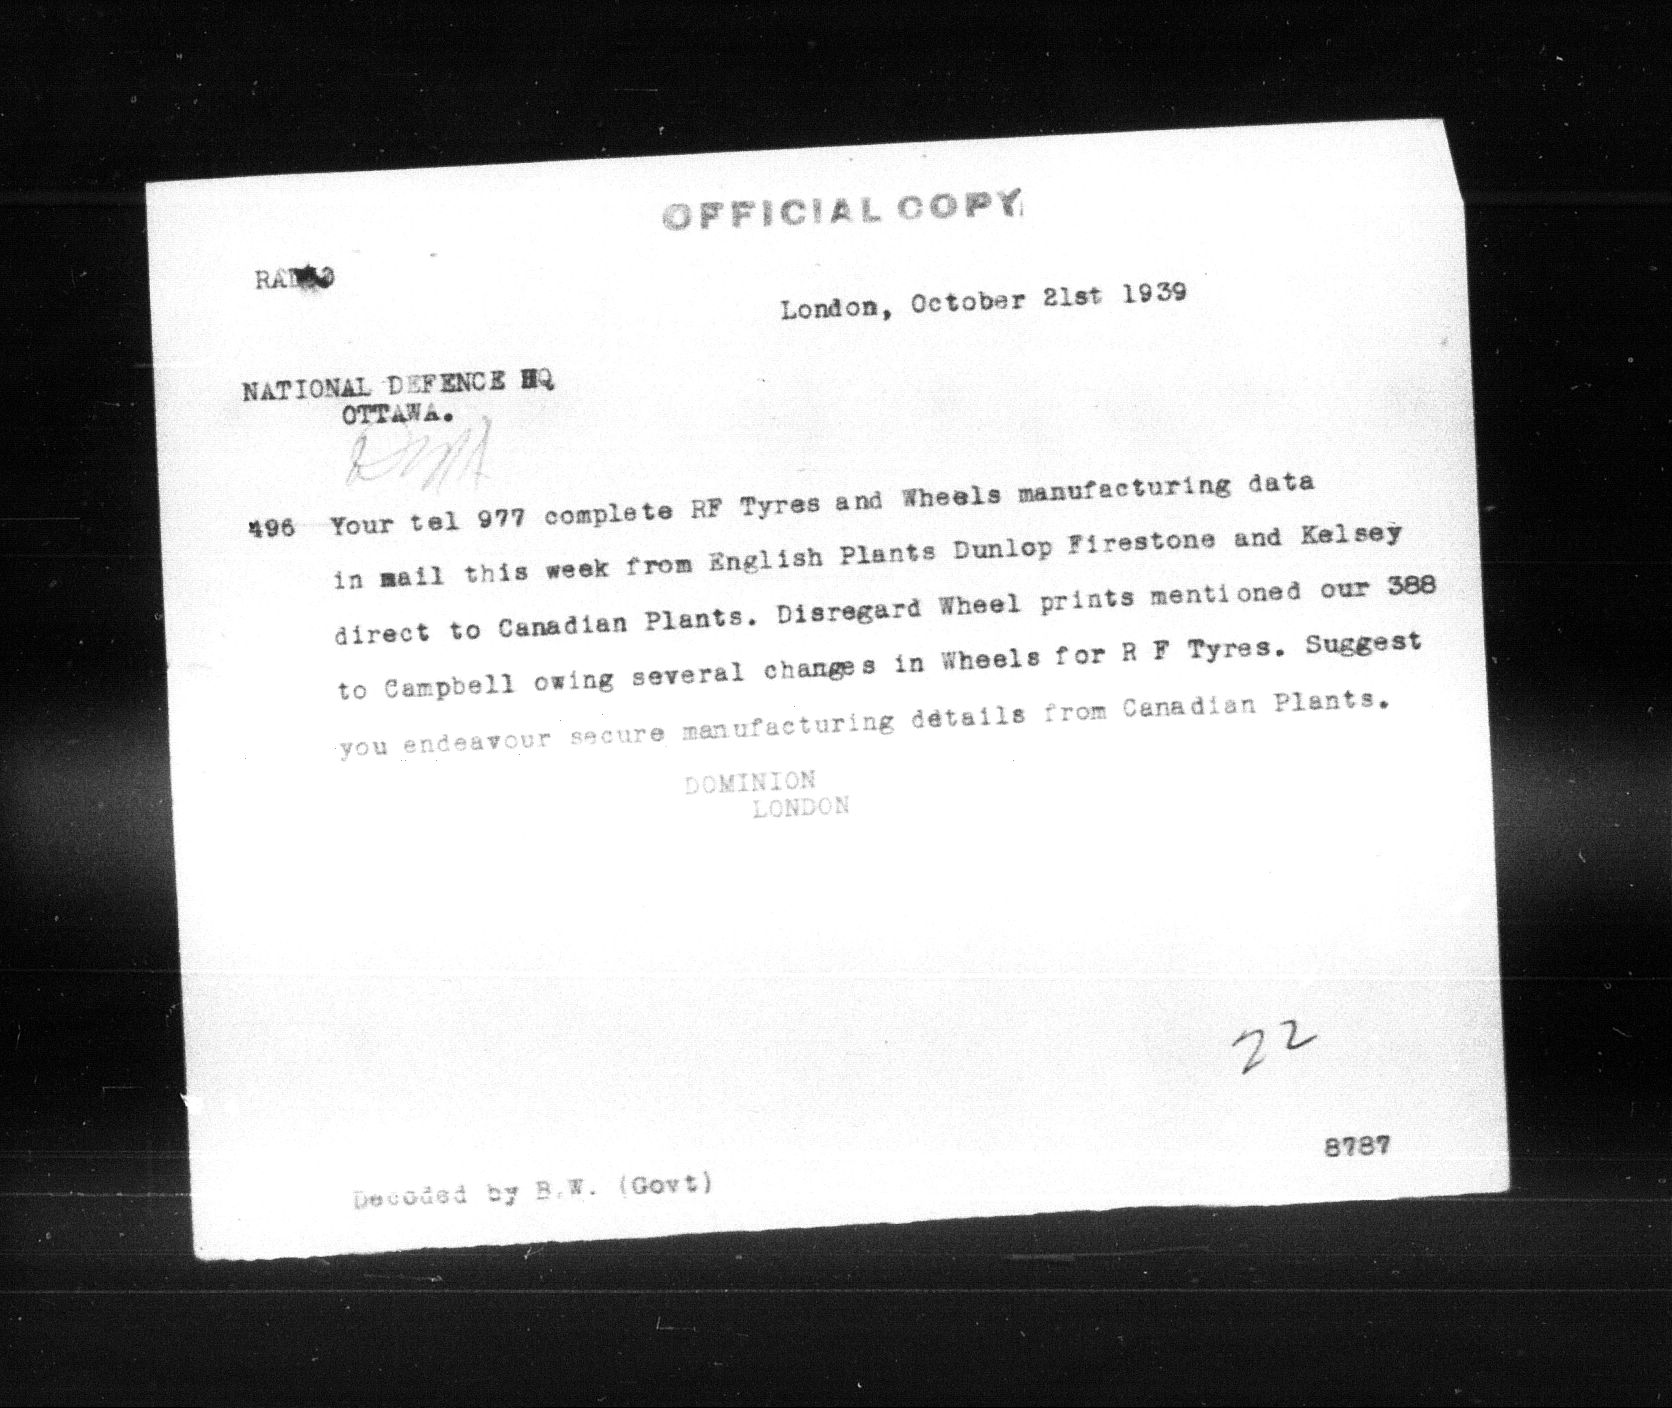 OFFICIAL COPY
London, October 21st 1939
NATIONAL DEFENCE HQ
OTTAWA.
496 Your tel 977 complete RF Tyres and Wheels manufacturing data
in mail this week from English Plants Dunlop Firestone and Kelsey
direct to Canadian Plants. Disregard Wheel prints mentioned our 388
to Campbell owing several changes in Wheels for R F Tyres. Suggest
you endeavour secure manufacturing details from Canadian Plants.
DOMINION
LONDON
22
8787
Decoded by B.W. (Govt)